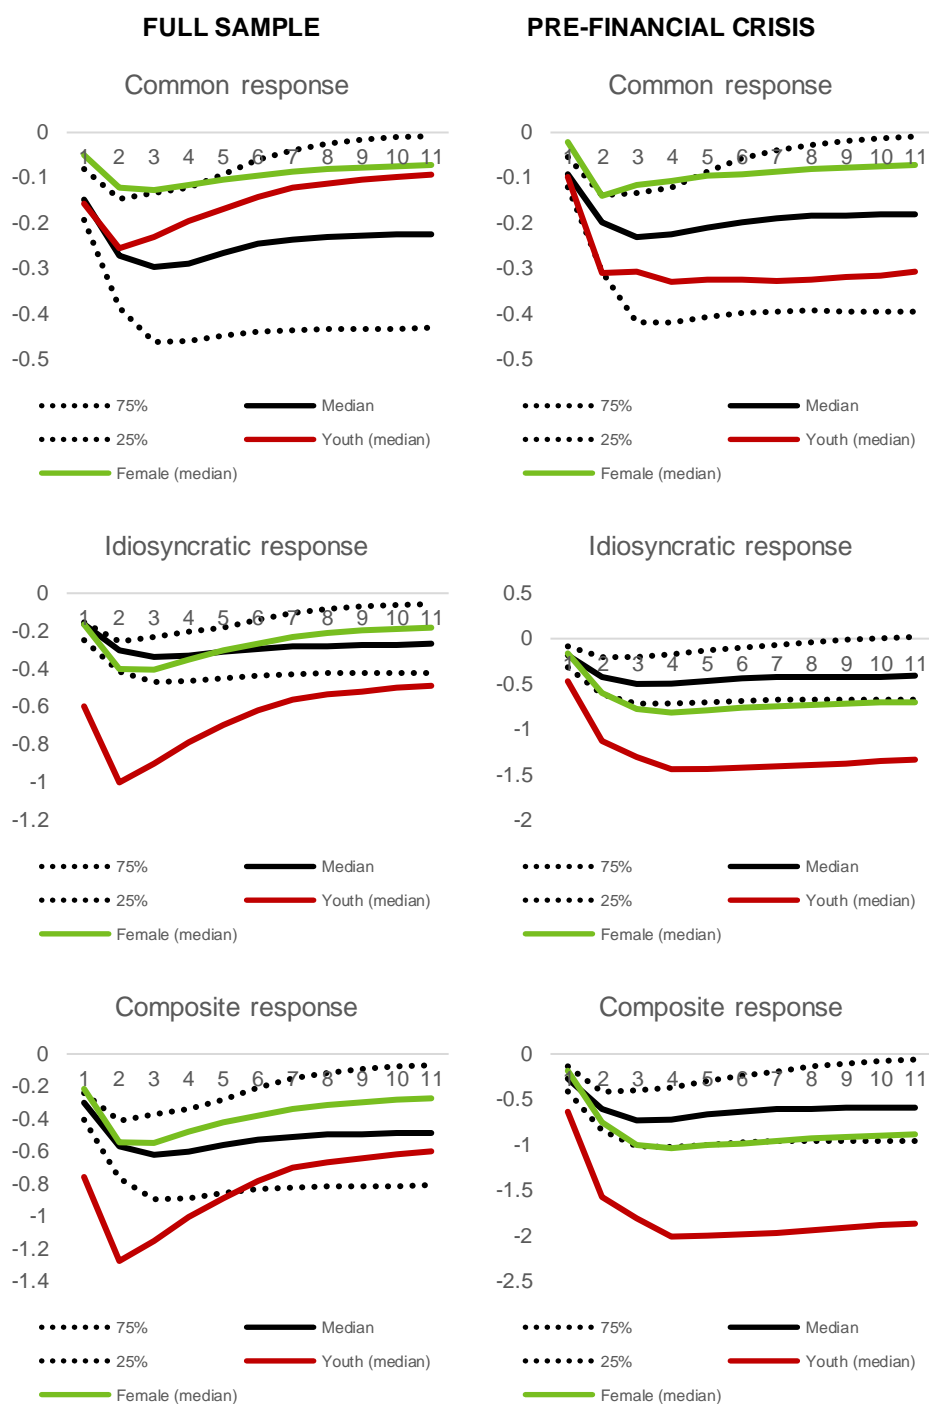 FULL SAMPLE
PRE-FINANCIAL CRISIS
Common response
0
-0.1
-0.2
-0.3
-0.4
-0.5
1 2 3 4 5 6 7 8 9 10 11
75% Median
25% Youth (median)
Female (median)
Common response
0
-0.1
-0.2
-0.3
-0.4
-0.5
1 2 3 4 5 6 7 8 9 10 11
75% Median
25% Youth (median)
Female (median)
Idiosyncratic response
0
-0.2
-0.4
-0.6
-0.8
-1
-1.2
1 2 3 4 5 6 7 8 9 10 11
75% Median
25% Youth (median)
Female (median)
Idiosyncratic response
0.5
0
-0.5
-1
-1.5
-2
1 2 3 4 5 6 7 8 9 10 11
75% Median
25% Youth (median)
Female (median)
Composite response
0
-0.2
-0.4
-0.6
-0.8
-1
-1.2
-1.4
1 2 3 4 5 6 7 8 9 10 11
75% Median
25% Youth (median)
Female (median)
Composite response
0
-0.5
-1
-1.5
-2
-2.5
1 2 3 4 5 6 7 8 9 10 11
75% Median
25% Youth (median)
Female (median)